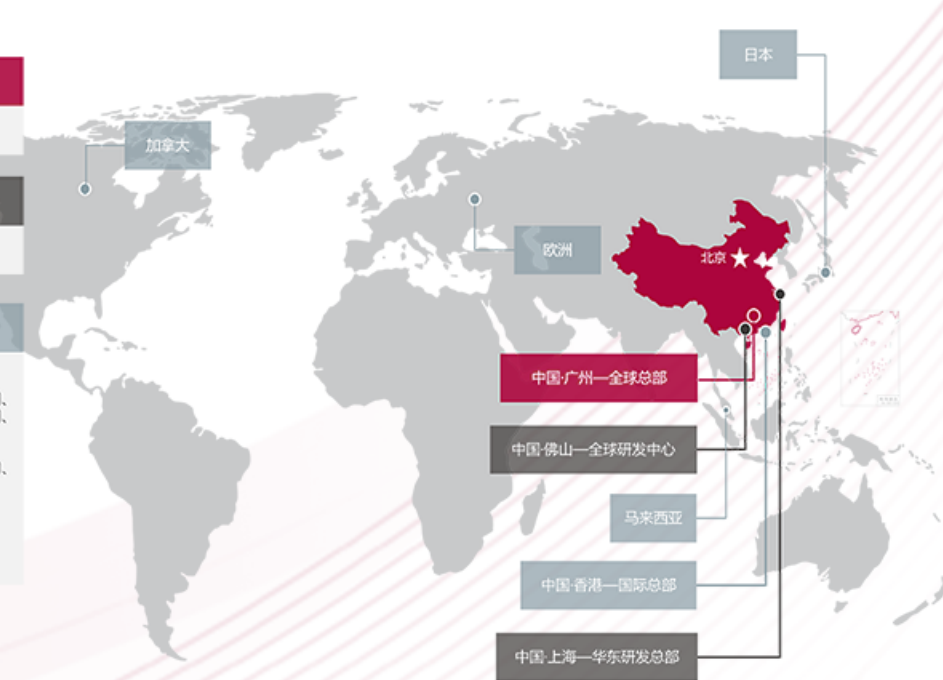 日本
加拿大
欧洲
北京
中国·广州—全球总部
中国·佛山—全球研发中心
马来西亚
中国·香港—国际总部
中国·上海—华东研发总部